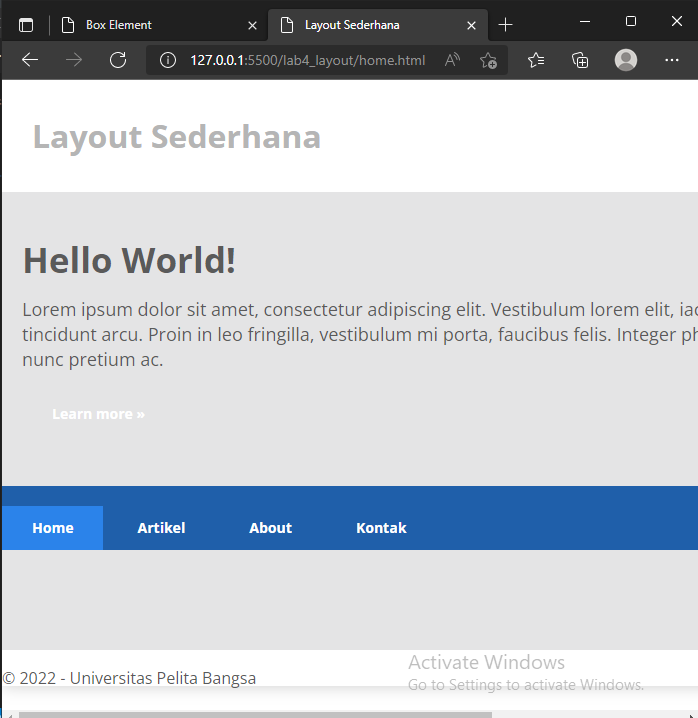 Box Element
Layout Sederhana
127.0.0.1:5500/lab4_layout/home.html
Layout Sederhana
Hello World!
Lorem ipsum dolor sit amet, consectetur adipiscing elit. Vestibulum lorem elit, iac
tincidunt arcu. Proin in leo fringilla, vestibulum mi porta, faucibus felis. Integer ph
nunc pretium ac.
Learn more »
Home Artikel About Kontak
© 2022 - Universitas Pelita Bangsa
Activate Windows
Go to Settings to activate Windows.